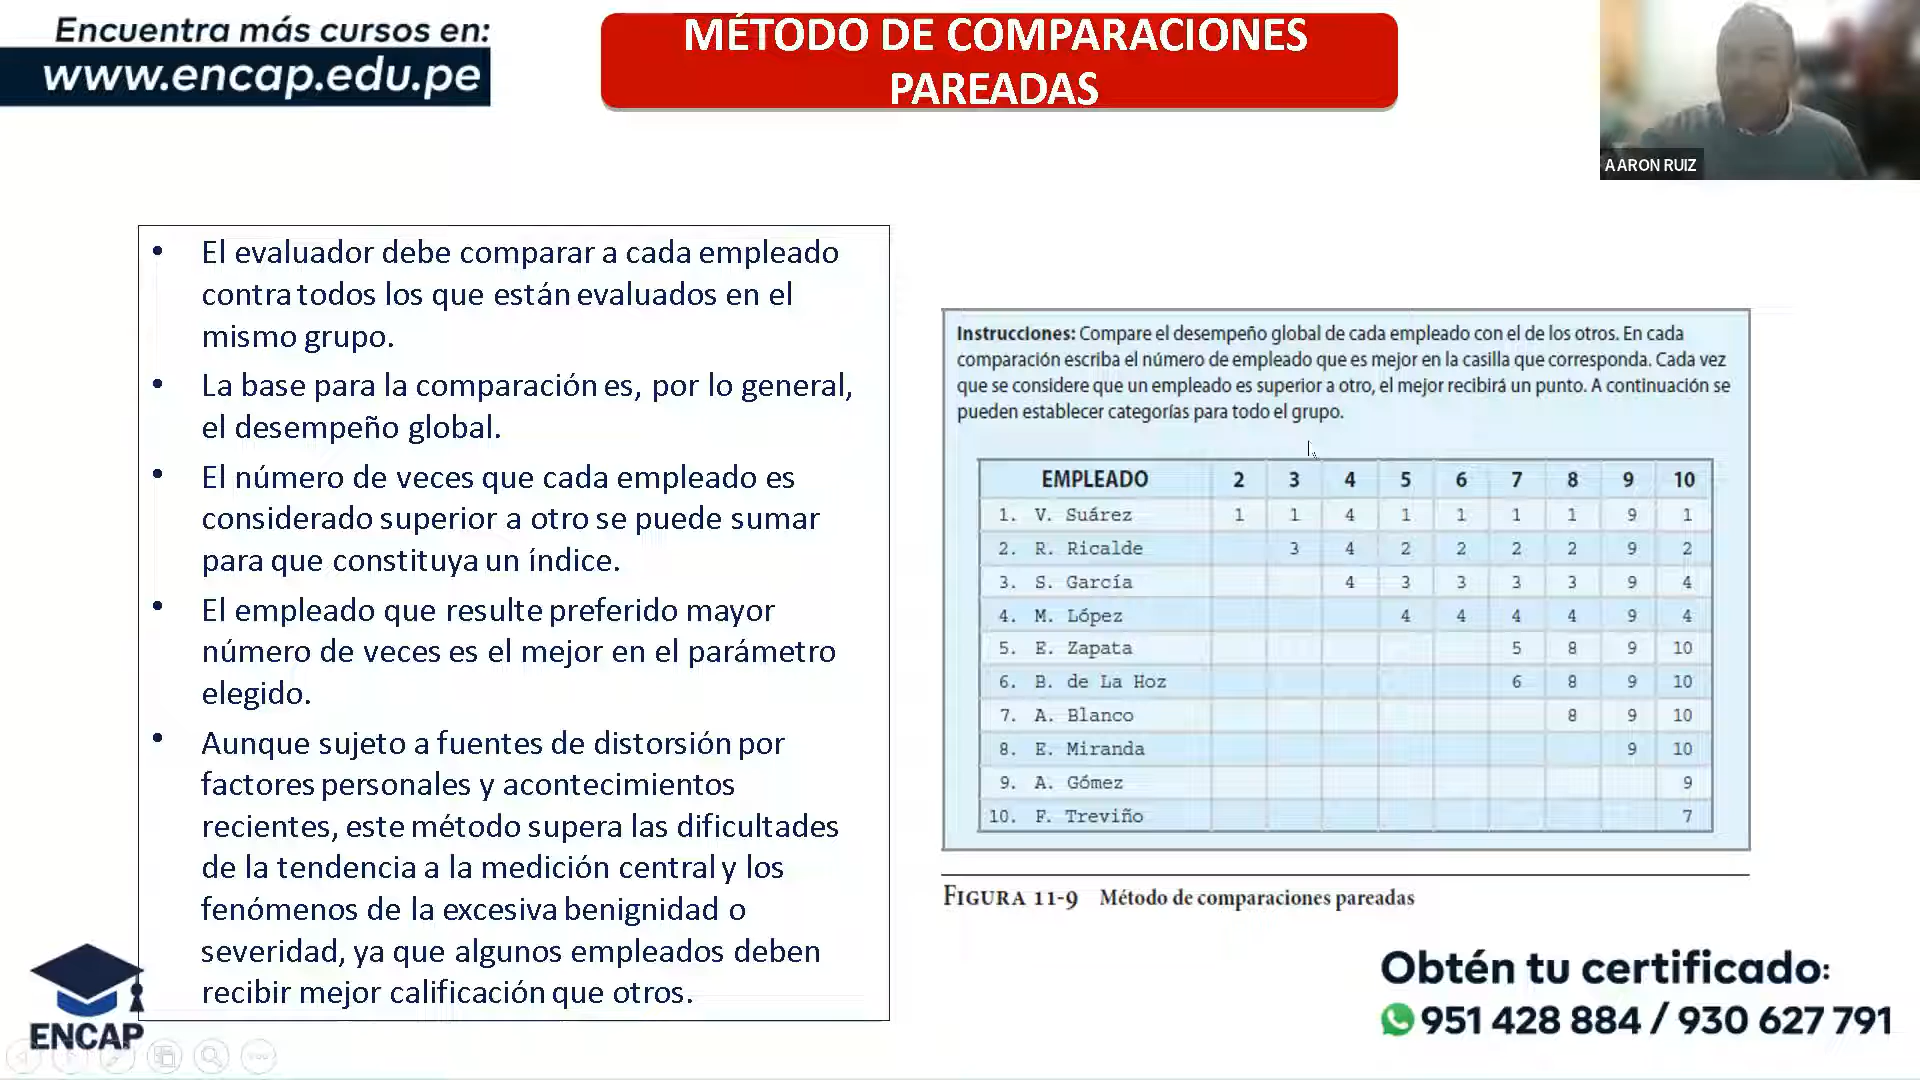 Encuentra más cursos en:
www.encap.edu.pe
MÉTODO DE COMPARACIONES
PAREADAS
AARON RUIZ
• El evaluador debe comparar a cada empleado
contra todos los que están evaluados en el
mismo grupo.
• La base para la comparación es, por lo general,
el desempeño global.
• El número de veces que cada empleado es
considerado superior a otro se puede sumar
para que constituya un índice.
• El empleado que resulte preferido mayor
número de veces es el mejor en el parámetro
elegido.
• Aunque sujeto a fuentes de distorsión por
factores personales y acontecimientos
recientes, este método supera las dificultades
de la tendencia a la medición central y los
fenómenos de la excesiva benignidad o
severidad, ya que algunos empleados deben
recibir mejor calificación que otros.
Instrucciones: Compare el desempeño global de cada empleado con el de los otros. En cada
comparación escriba el número de empleado que es mejor en la casilla que corresponda. Cada vez
que se considere que un empleado es superior a otro, el mejor recibirá un punto. A continuación se
pueden establecer categorías para todo el grupo.
EMPLEADO 2 3 4 5 6 7 8 9 10
1. V. Suárez 1 1 4 1 1 1 1 9 1
2. R. Ricalde 3 4 2 2 2 2 9 2
3. S. García 4 3 3 3 3 9 4
4. M. López 4 4 4 4 9 4
5. E. Zapata 5 8 9 10
6. B. de La Hoz 6 8 9 10
7. A. Blanco 8 9 10
8. E. Miranda 9 10
9. A. Gómez 9
10. F. Treviño 7
FIGURA 11-9 Método de comparaciones pareadas
ENCAP
Obtén tu certificado:
951 428 884 / 930 627 791